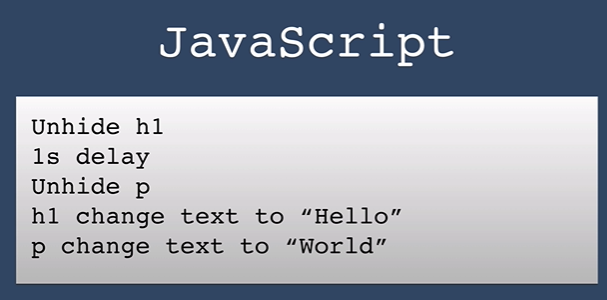 JavaScript
Unhide h1
1s delay
Unhide p
h1 change text to “Hello”
p change text to “World”